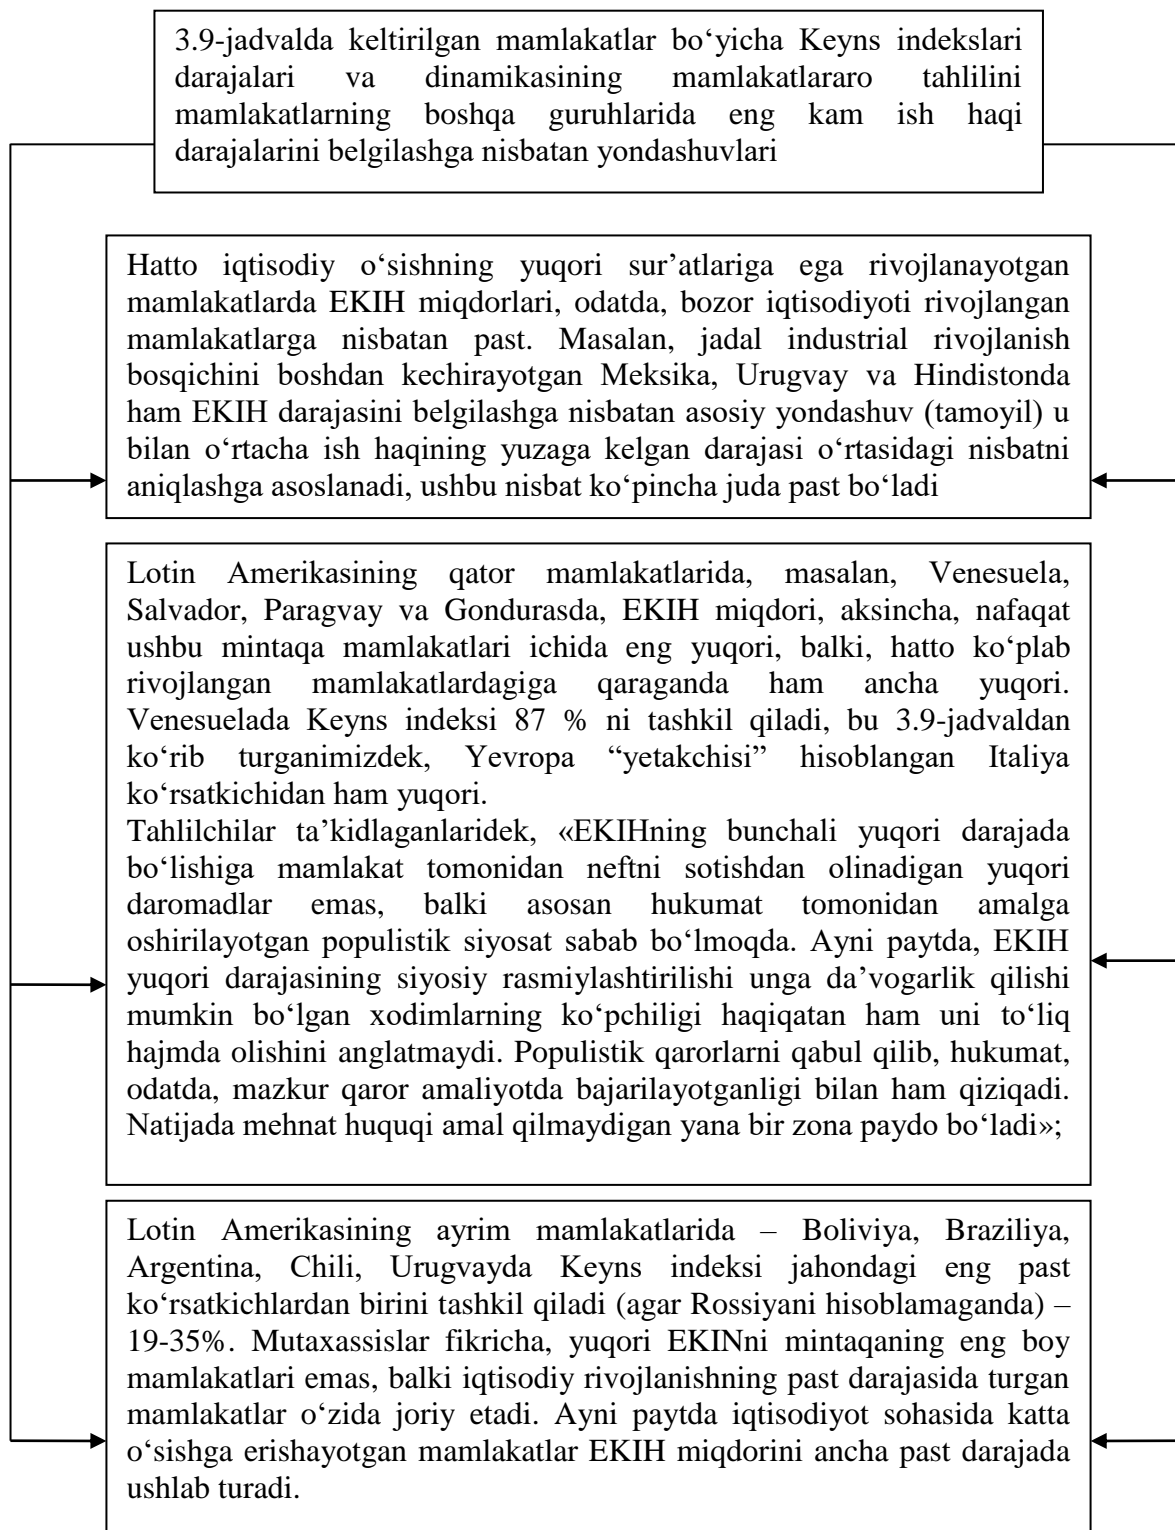 3.9-jadvalda keltirilgan mamlakatlar bo‘yicha Keyns indekslari
darajalari va dinamikasining mamlakatlararo tahlilini
mamlakatlarning boshqa guruhlarida eng kam ish haqi
darajalarini belgilashga nisbatan yondashuvlari
Hatto iqtisodiy o‘sishning yuqori sur’atlariga ega rivojlanayotgan
mamlakatlarda EKIH miqdorlari, odatda, bozor iqtisodiyoti rivojlangan
mamlakatlarga nisbatan past. Masalan, jadal industrial rivojlanish
bosqichini boshdan kechirayotgan Meksika, Urugvay va Hindistonda
ham EKIH darajasini belgilashga nisbatan asosiy yondashuv (tamoyil) u
bilan o‘rtacha ish haqining yuzaga kelgan darajasi o‘rtasidagi nisbatni
aniqlashga asoslanadi, ushbu nisbat ko‘pincha juda past bo‘ladi
Lotin Amerikasining qator mamlakatlarida, masalan, Venesuela,
Salvador, Paragvay va Gondurasda, EKIH miqdori, aksincha, nafaqat
ushbu mintaqa mamlakatlari ichida eng yuqori, balki, hatto ko‘plab
rivojlangan mamlakatlardagiga qaraganda ham ancha yuqori.
Venesuelada Keyns indeksi 87 % ni tashkil qiladi, bu 3.9-jadvaldan
ko‘rib turganimizdek, Yevropa “yetakchisi” hisoblangan Italiya
ko‘rsatkichidan ham yuqori.
Tahlilchilar ta’kidlaganlaridek, «EKIHning bunchali yuqori darajada
bo‘lishiga mamlakat tomonidan neftni sotishdan olinadigan yuqori
daromadlar emas, balki asosan hukumat tomonidan amalga
oshirilayotgan populistik siyosat sabab bo‘lmoqda. Ayni paytda, EKIH
yuqori darajasining siyosiy rasmiylashtirilishi unga da’vogarlik qilishi
mumkin bo‘lgan xodimlarning ko‘pchiligi haqiqatan ham uni to‘liq
hajmda olishini anglatmaydi. Populistik qarorlarni qabul qilib, hukumat,
odatda, mazkur qaror amaliyotda bajarilayotganligi bilan ham qiziqadi.
Natijada mehnat huquqi amal qilmaydigan yana bir zona paydo bo‘ladi»;
Lotin Amerikasining ayrim mamlakatlarida – Boliviya, Braziliya,
Argentina, Chili, Urugvayda Keyns indeksi jahondagi eng past
ko‘rsatkichlardan birini tashkil qiladi (agar Rossiyani hisoblamaganda) –
19-35%. Mutaxassislar fikricha, yuqori EKINni mintaqaning eng boy
mamlakatlari emas, balki iqtisodiy rivojlanishning past darajasida turgan
mamlakatlar o‘zida joriy etadi. Ayni paytda iqtisodiyot sohasida katta
o‘sishga erishayotgan mamlakatlar EKIH miqdorini ancha past darajada
ushlab turadi.